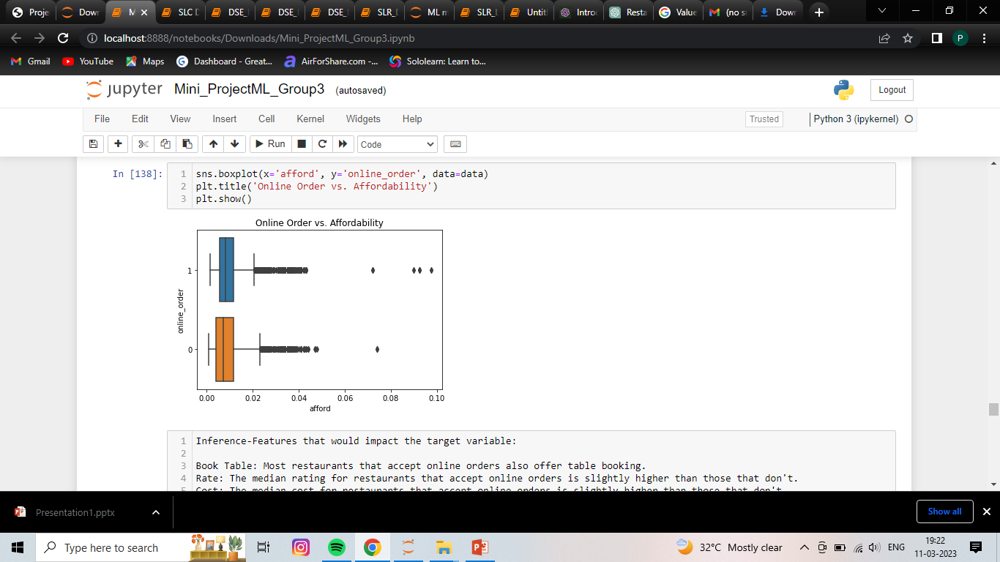 Proje
Down
M
SLC D
DSE_
DSE_
DSE_
SLR_
ML m
SLR_
Untit
Intro
Resta
Value
(no s
Down
localhost:8888/notebooks/Downloads/Mini_ProjectML_Group3.ipynb
P
Gmail
YouTube
Maps
Dashboard - Great...
AirForShare.com -...
Sololearn: Learn to...
jupyter Mini_ProjectML_Group3 (autosaved)
Logout
File Edit View Insert Cell Kernel Widgets Help
Trusted
Python 3 (ipykernel)
Run
Code
In [138]:
1 sns.boxplot(x='afford', y='online_order', data=data)
2 plt.title('Online Order vs. Affordability')
3 plt.show()
Online Order vs. Affordability
1
online_order
0
0.00 0.02 0.04 0.06 0.08 0.10
afford
1 Inference-Features that would impact the target variable:
2
3 Book Table: Most restaurants that accept online orders also offer table booking.
4 Rate: The median rating for restaurants that accept online orders is slightly higher than those that don't.
5 Cost: The median cost for restaurants that accept online orders is slightly higher than those that don't.
Presentation1.pptx
Show all
Type here to search
32°C Mostly clear
ENG
19:22
11-03-2023